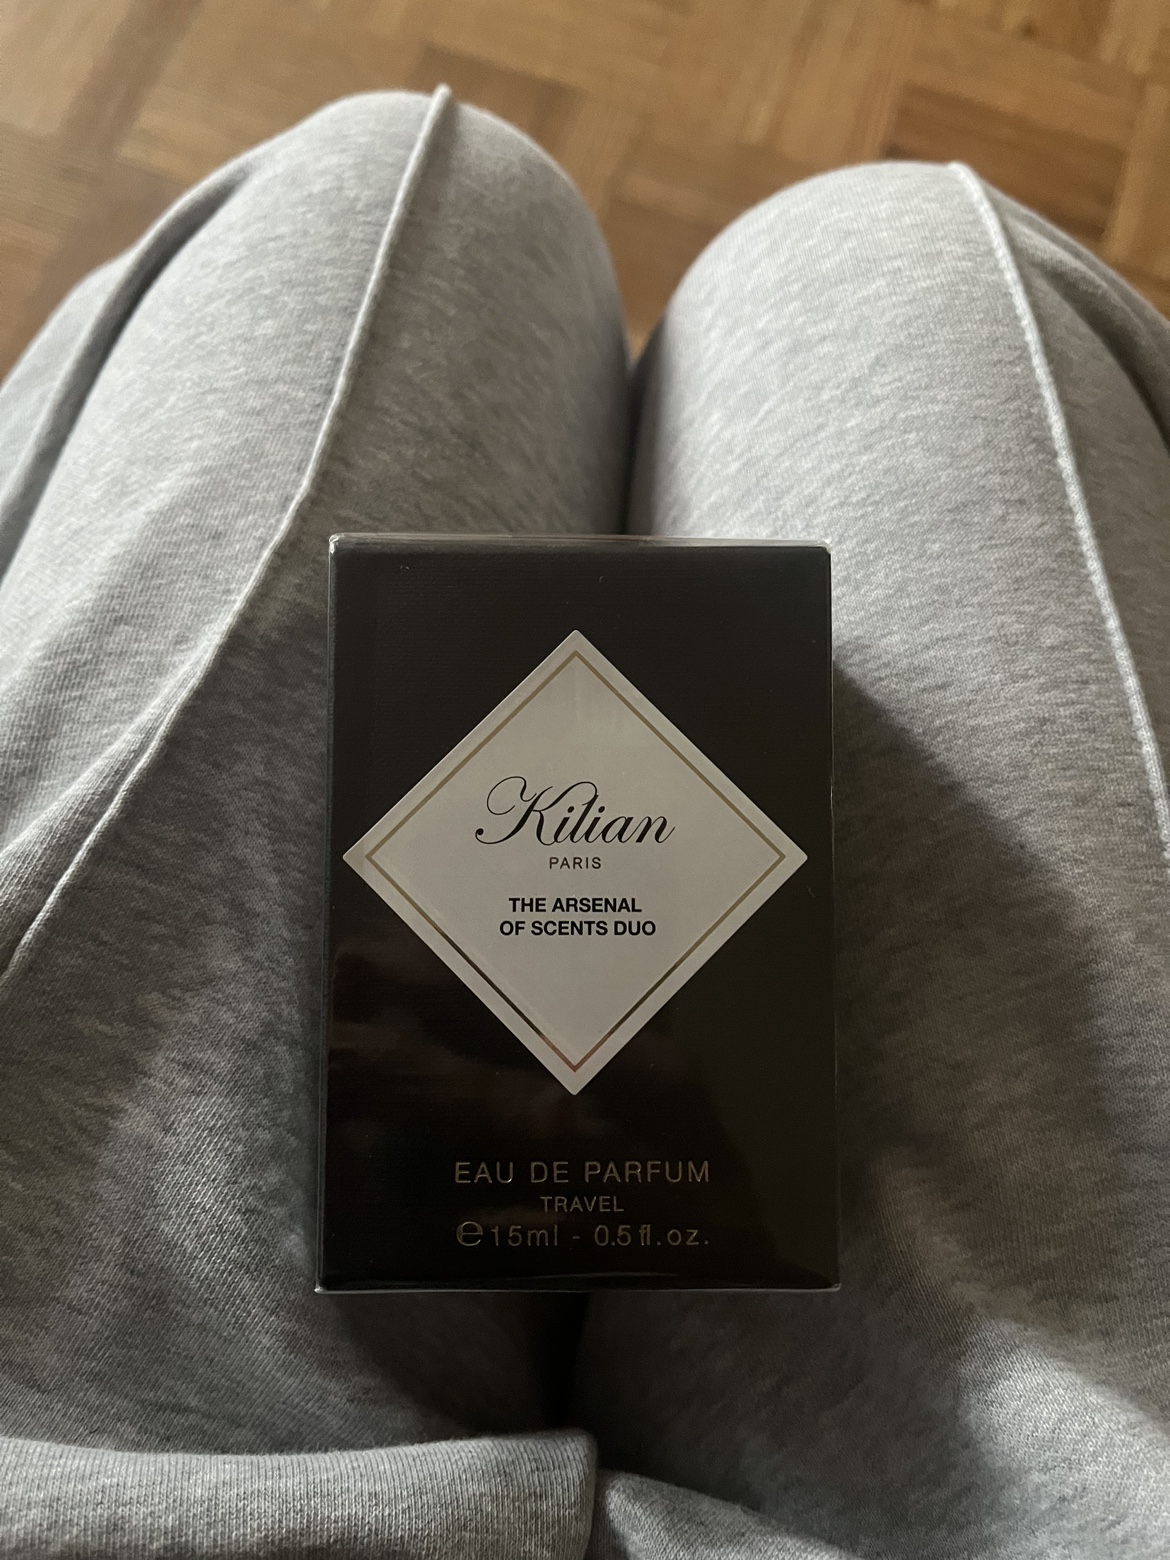 Kilian
PARIS
THE ARSENAL
OF SCENTS DUO
EAU DE PARFUM
TRAVEL
℮15ml - 0.5 fl.oz.